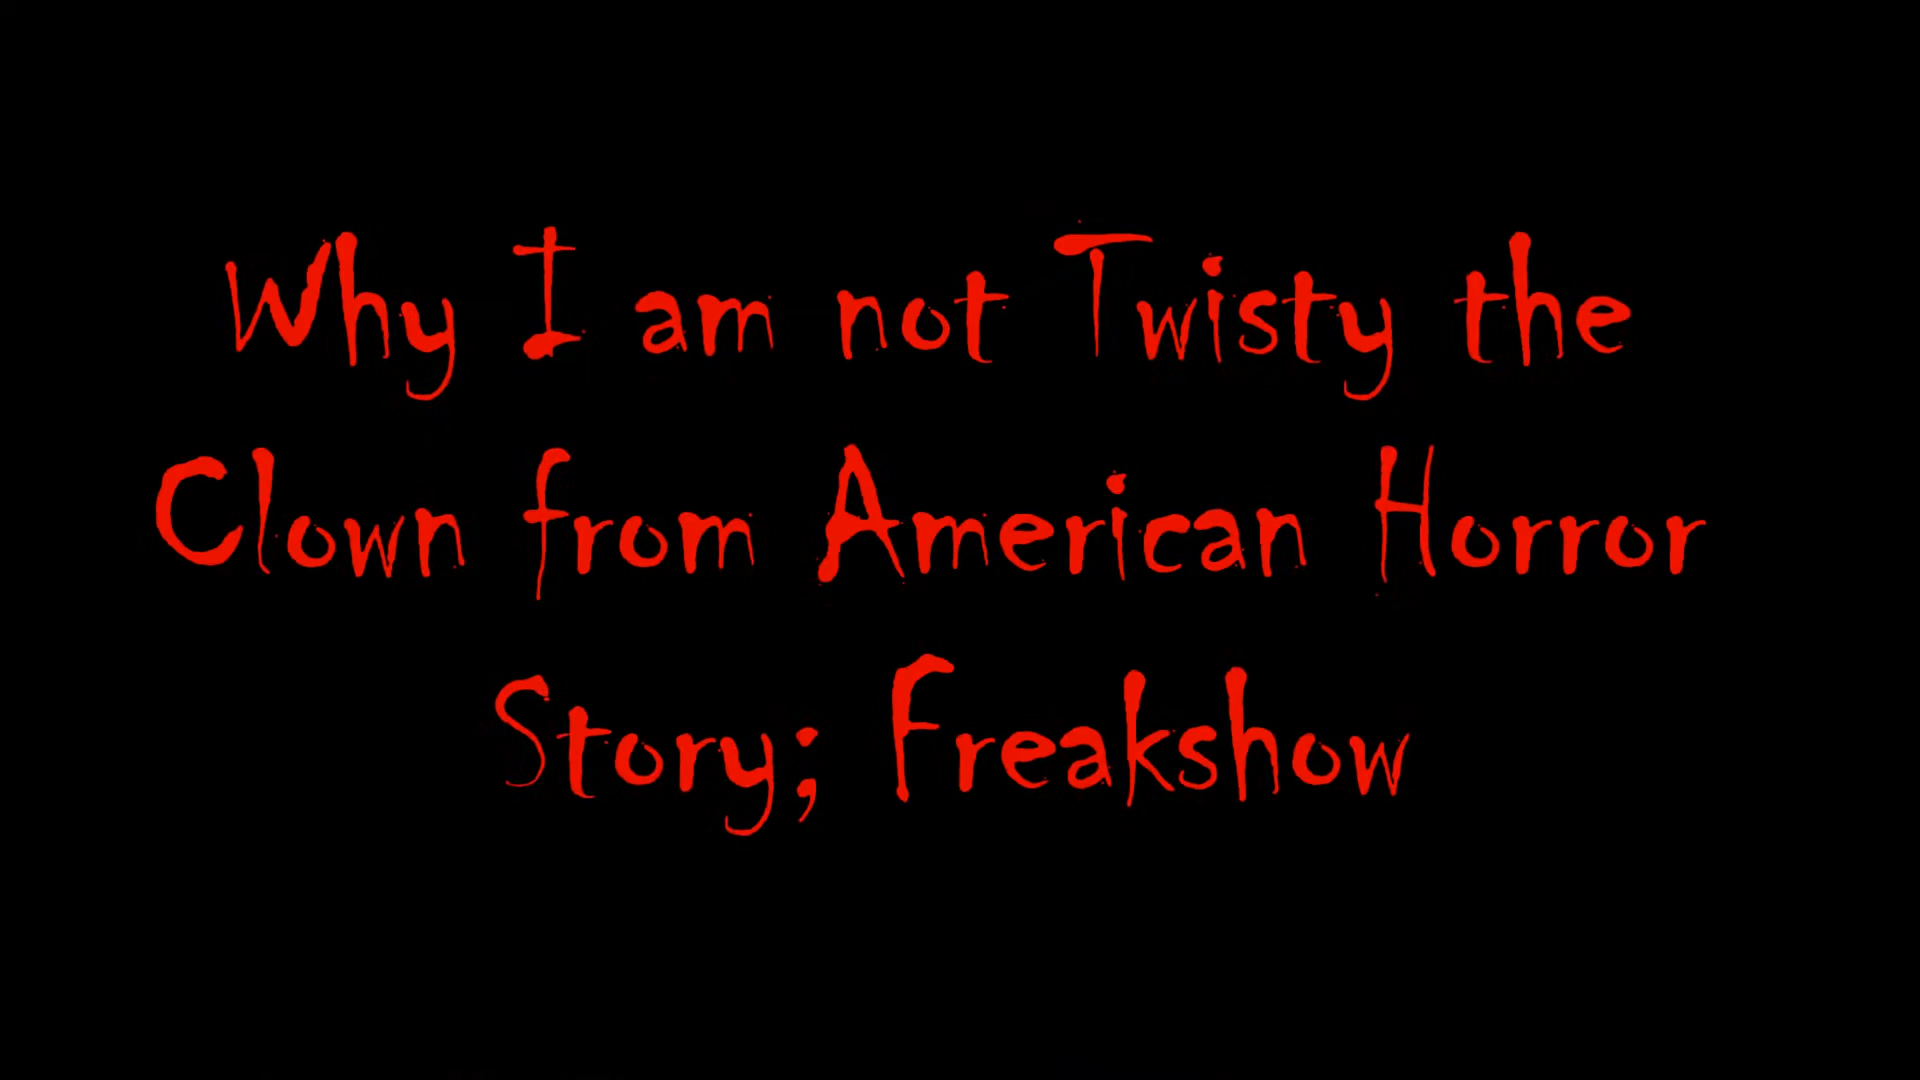 Why I am not Twisty the
Clown from American Horror
Story; Freakshow